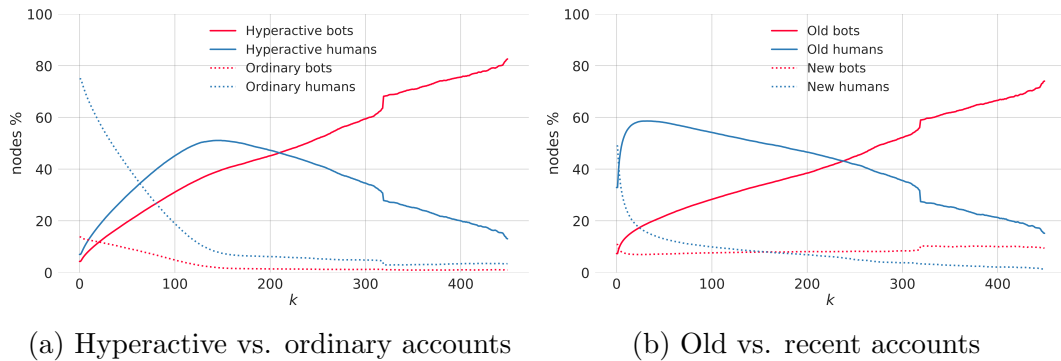 100
80
60
40
20
0
nodes %
0
100
200
300
400
k
Hyperactive bots
Hyperactive humans
Ordinary bots
Ordinary humans
(a) Hyperactive vs. ordinary accounts
100
80
60
40
20
0
nodes %
0
100
200
300
400
k
Old bots
Old humans
New bots
New humans
(b) Old vs. recent accounts